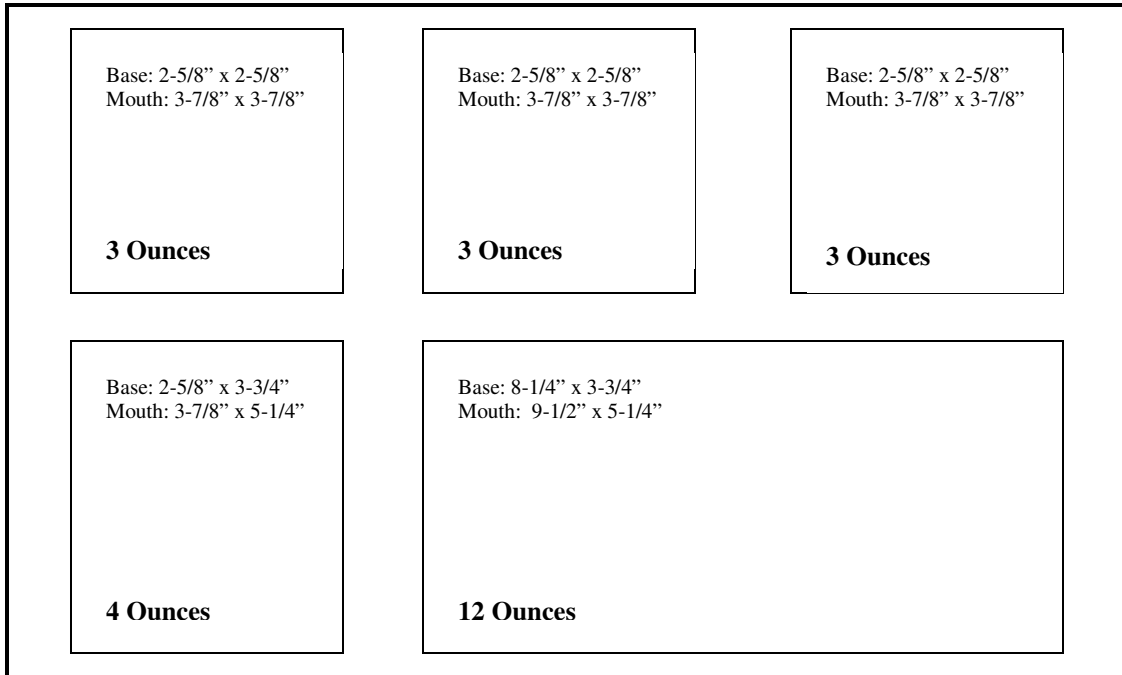 Base: 2-5/8” x 2-5/8”
Mouth: 3-7/8” x 3-7/8”
3 Ounces
Base: 2-5/8” x 2-5/8”
Mouth: 3-7/8” x 3-7/8”
3 Ounces
Base: 2-5/8” x 2-5/8”
Mouth: 3-7/8” x 3-7/8”
3 Ounces
Base: 2-5/8” x 3-3/4”
Mouth: 3-7/8” x 5-1/4”
4 Ounces
Base: 8-1/4” x 3-3/4”
Mouth:  9-1/2” x 5-1/4”
12 Ounces